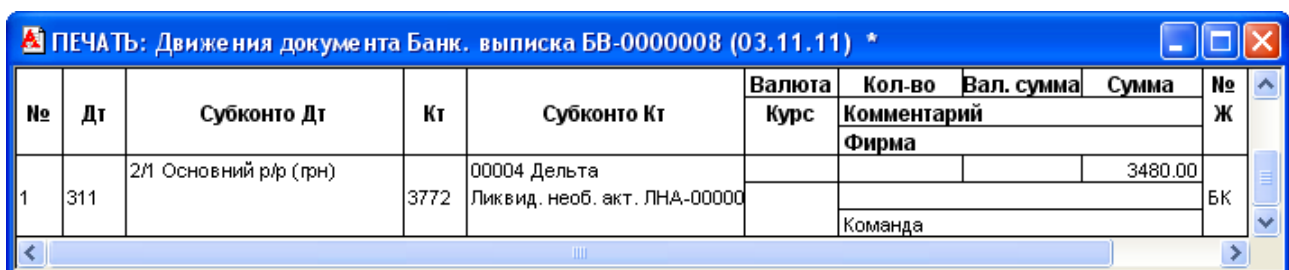 ПЕЧАТЬ: Движения документа Банк. выписка БВ-0000008 (03.11.11) *
№ Дт Субконто Дт Кт Субконто Кт Валюта Кол-во Вал. сумма Сумма № Ж
Курс Комментарий
Фирма
1 311 2/1 Основний р/р (грн) 3772 00004 Дельта 3480.00 БК
Ликвид. необ. акт. ЛНА-00000
Команда